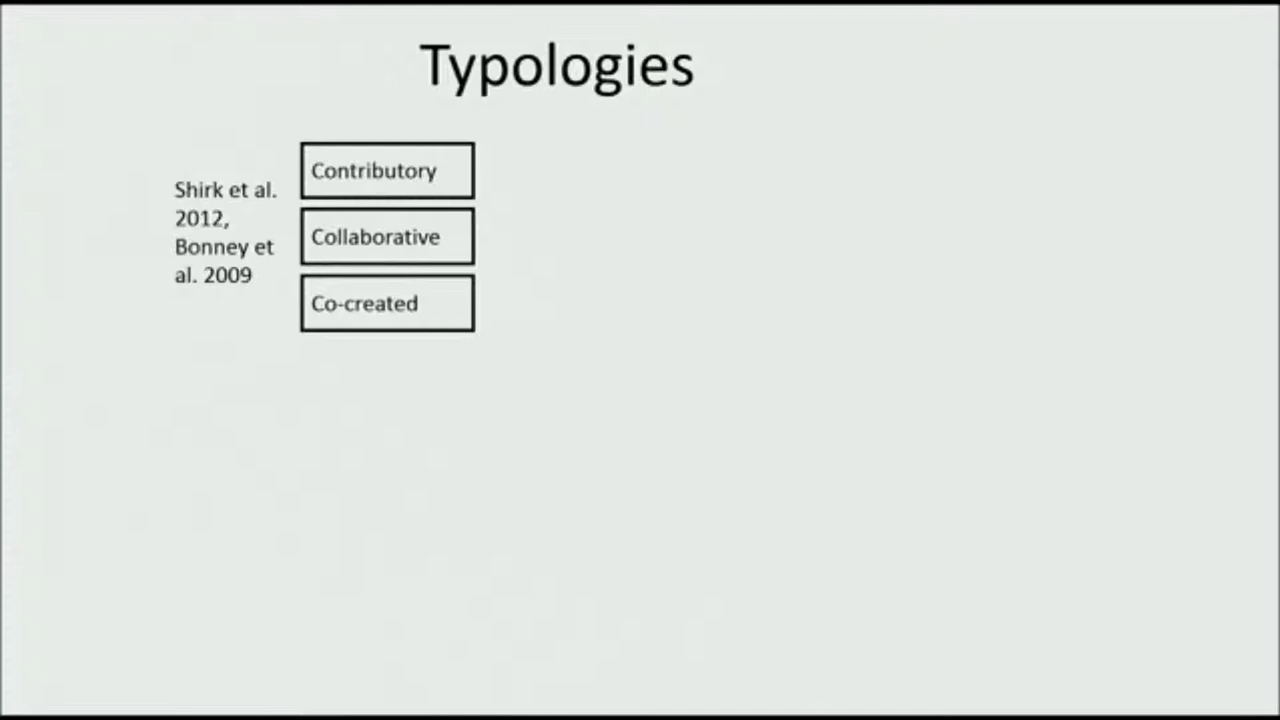 Typologies
Shirk et al.
2012,
Bonney et
al. 2009
Contributory
Collaborative
Co-created